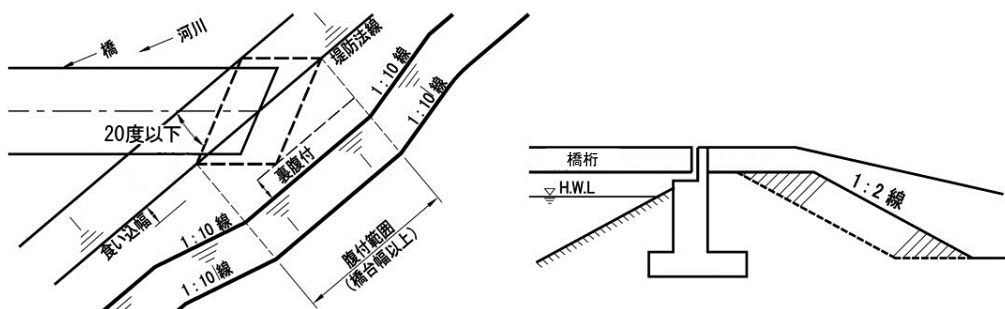 橋
河川
堤防法線
1:10線
1:10線
20度以下
裏腹付
食い込幅
1:10線
1:10線
腹付範囲
(橋台幅以上)
橋桁
H.W.L
1:2線